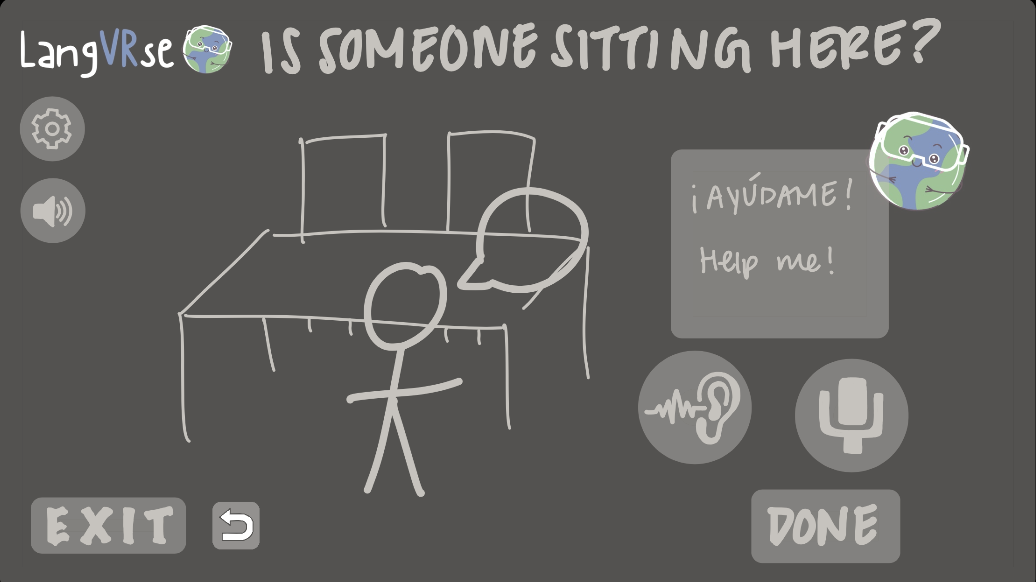 LangVRse
IS SOMEONE SITTING HERE?
¡AYÚDAME!
Help me!
EXIT
DONE